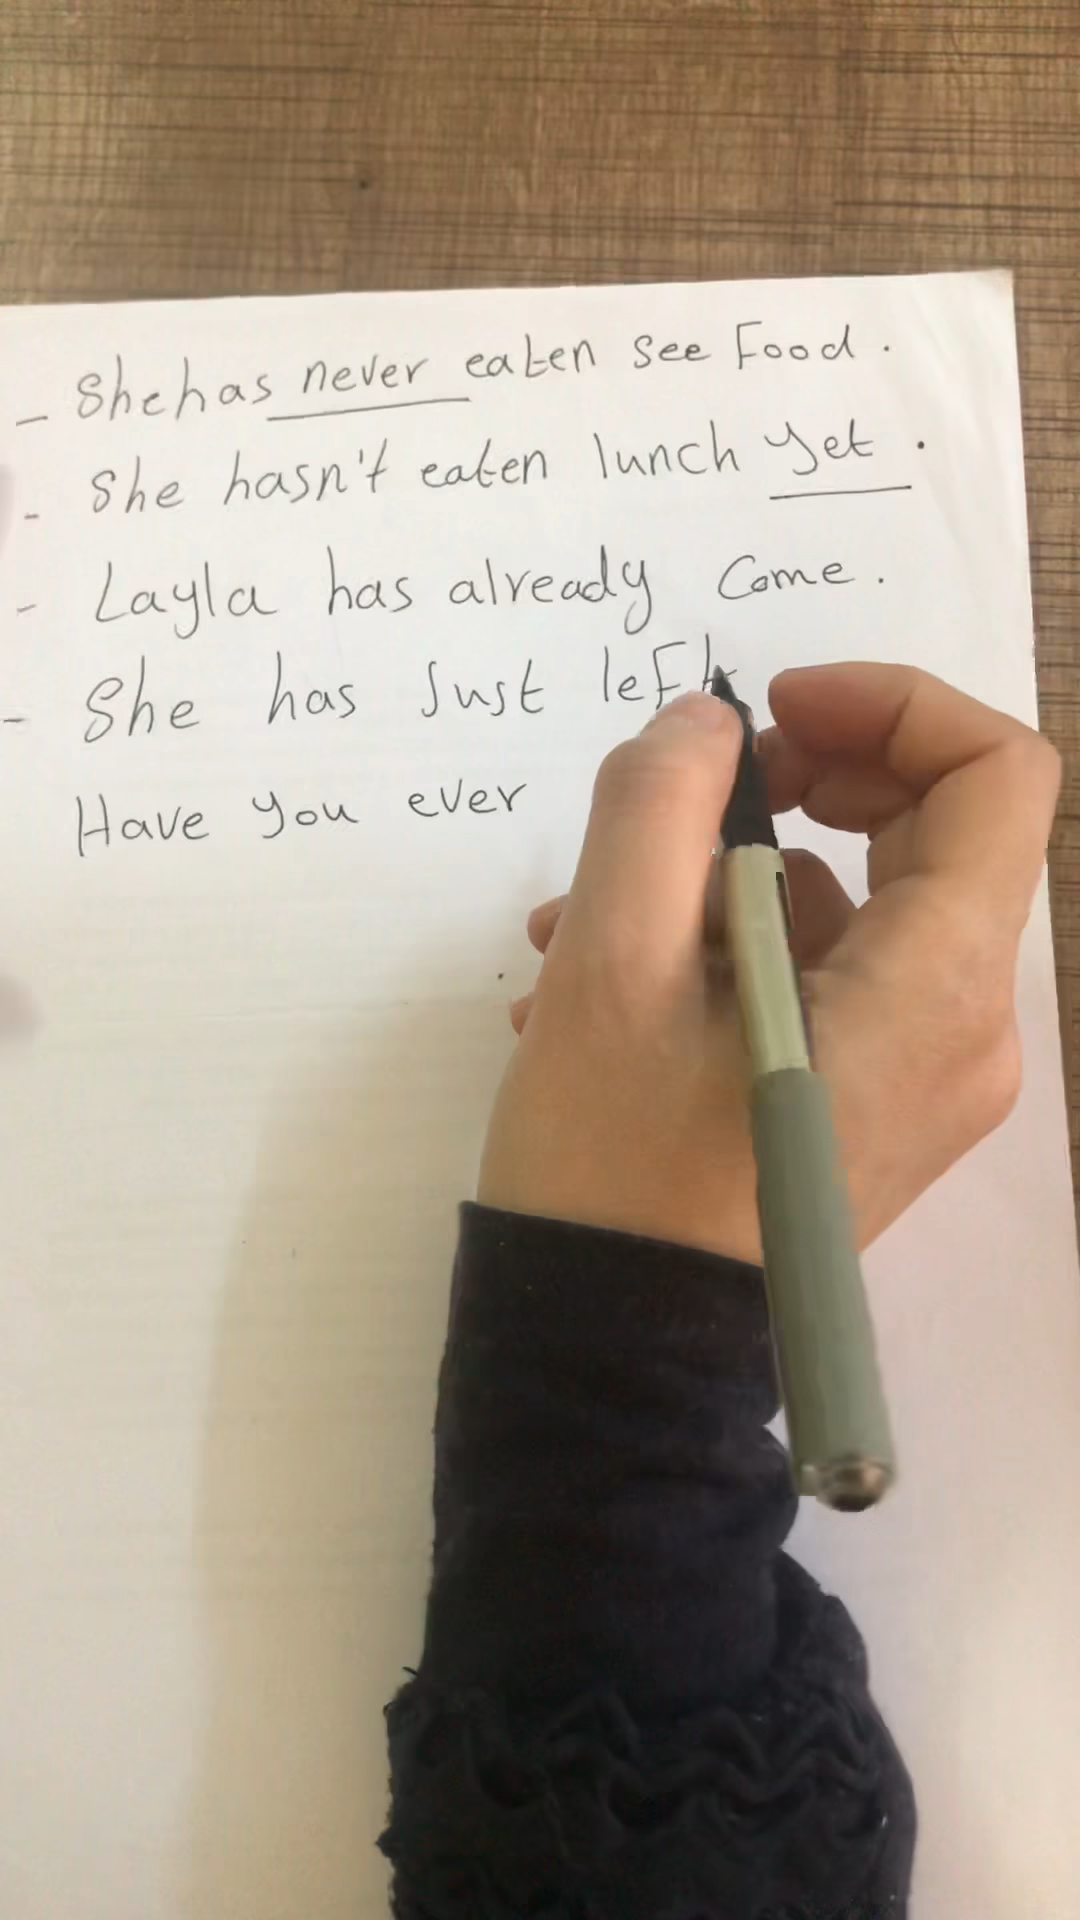 - She has never eaten see Food.
- She hasn't eaten lunch yet.
- Layla has already Come.
- She has Just leFt
Have you ever